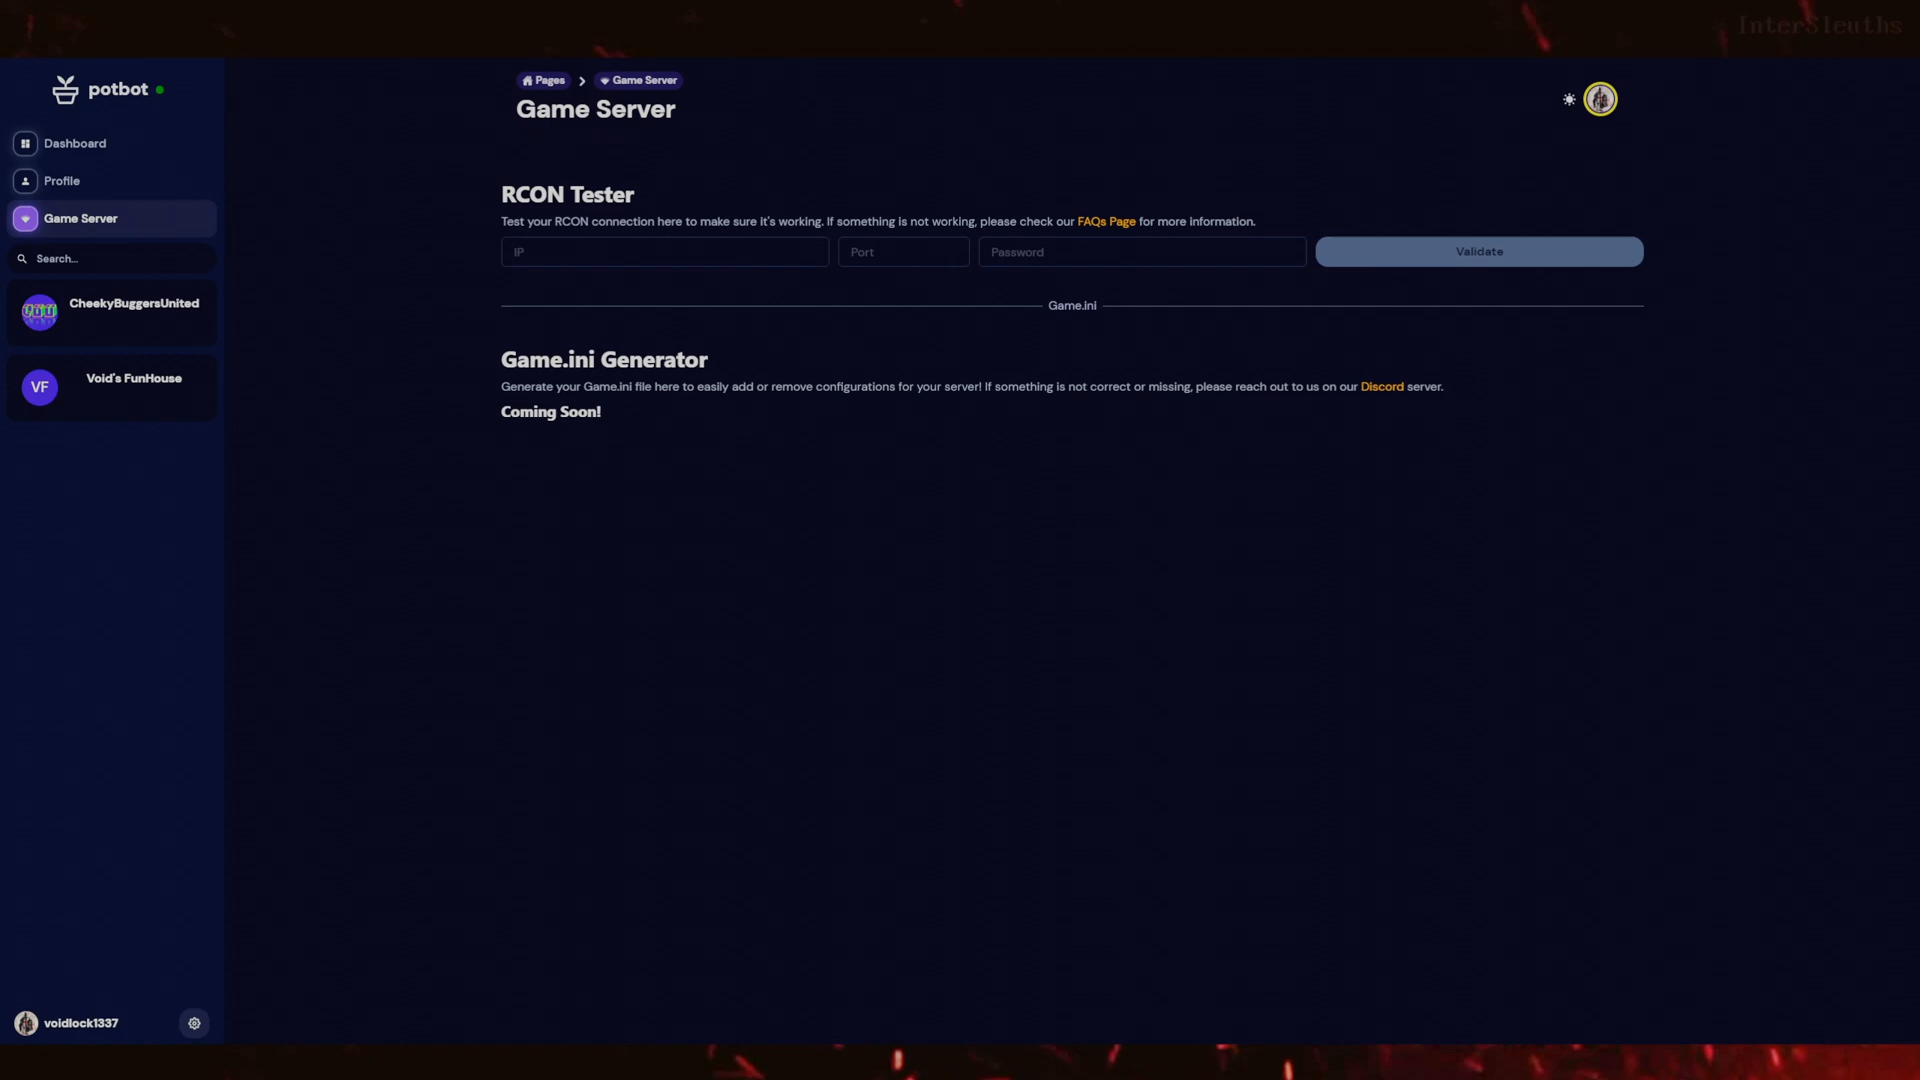 InterSleuths
potbot
Dashboard
Profile
Game Server
Search...
CheekyBuggersUnited
VF
Void's FunHouse
voidlock1337
Pages
Game Server
Game Server
RCON Tester
Test your RCON connection here to make sure it's working. If something is not working, please check our FAQs Page for more information.
IP
Port
Password
Validate
Game.ini
Game.ini Generator
Generate your Game.ini file here to easily add or remove configurations for your server! If something is not correct or missing, please reach out to us on our Discord server.
Coming Soon!